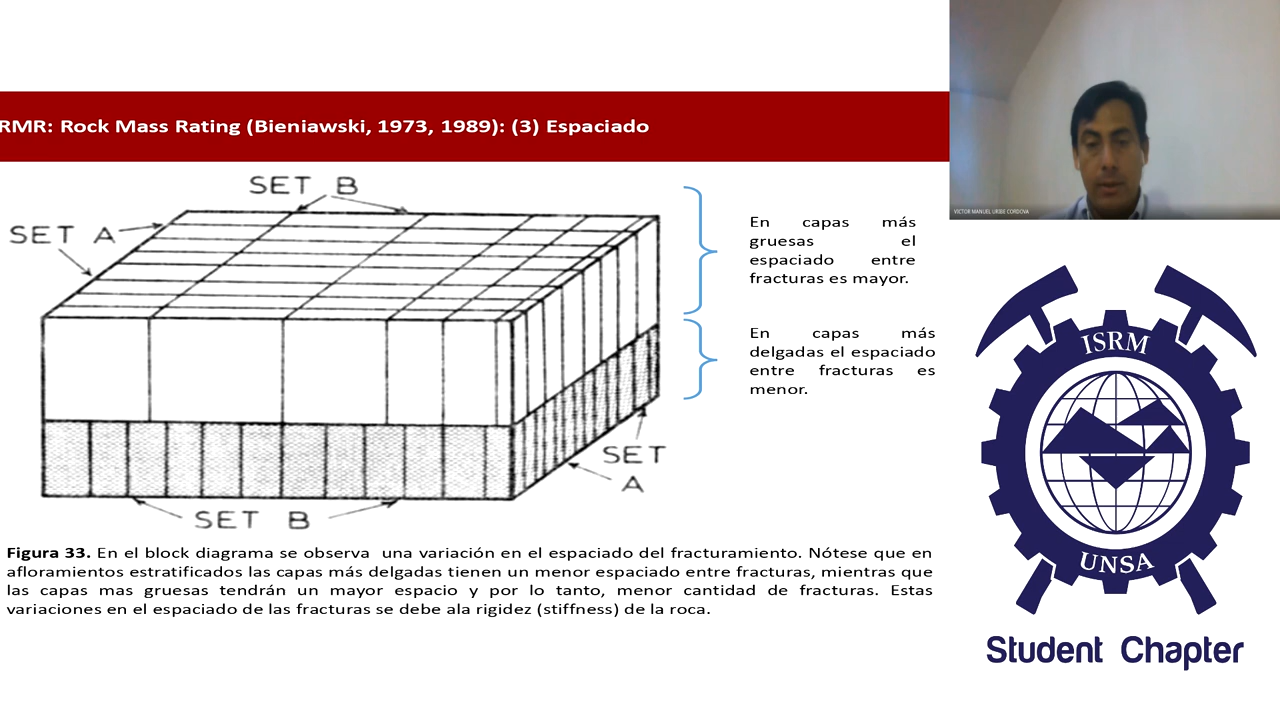 RMR: Rock Mass Rating (Bieniawski, 1973, 1989): (3) Espaciado
VICTOR MANUEL URIBE CORDOVA
SET B
SET A
En capas más
gruesas el
espaciado entre
fracturas es mayor.
En capas más
delgadas el espaciado
entre fracturas es
menor.
SET
A
SET B
Figura 33. En el block diagrama se observa una variación en el espaciado del fracturamiento. Nótese que en
afloramientos estratificados las capas más delgadas tienen un menor espaciado entre fracturas, mientras que
las capas mas gruesas tendrán un mayor espacio y por lo tanto, menor cantidad de fracturas. Estas
variaciones en el espaciado de las fracturas se debe ala rigidez (stiffness) de la roca.
ISRM
UNSA
Student Chapter